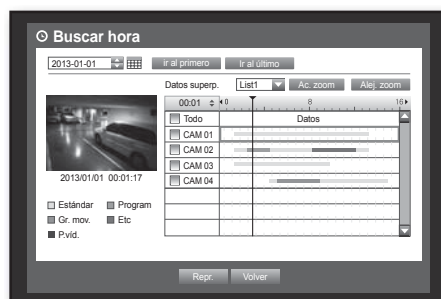 Buscar hora
2013-01-01 ir al primero Ir al último
Datos superp. List1 Ac. zoom Alej. zoom
00:01 0 8 16
Todo Datos
CAM 01
CAM 02
CAM 03
CAM 04
2013/01/01 00:01:17
Estándar Program
Gr. mov. Etc
P.víd.
Repr. Volver